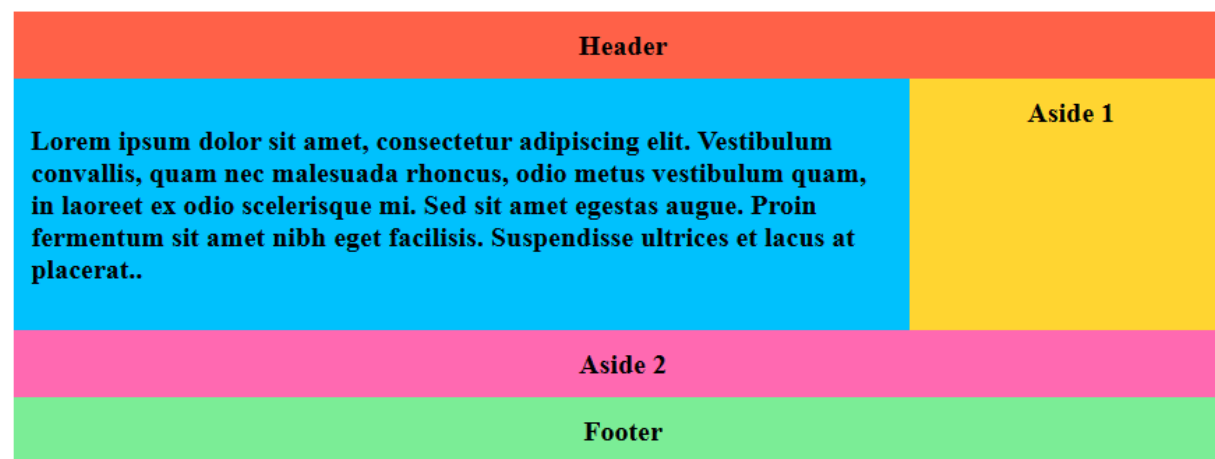 Header
Lorem ipsum dolor sit amet, consectetur adipiscing elit. Vestibulum
convallis, quam nec malesuada rhoncus, odio metus vestibulum quam,
in laoreet ex odio scelerisque mi. Sed sit amet egestas augue. Proin
fermentum sit amet nibh eget facilisis. Suspendisse ultrices et lacus at
placerat..
Aside 1
Aside 2
Footer